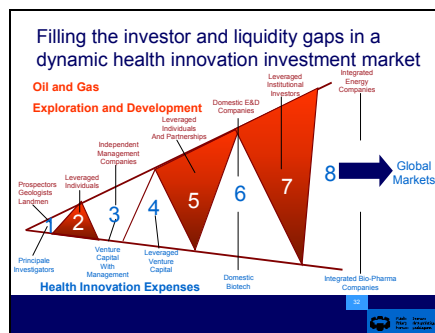 Filling the investor and liquidity gaps in a
dynamic health innovation investment market
Oil and Gas
Exploration and Development
Prospectors
Geologists
Landmen
Leveraged
Individuals
Independent
Management
Companies
Leveraged
Individuals
And Partnerships
Domestic E&D
Companies
Leveraged
Institutional
Investors
Integrated
Energy
Companies
1
2
3
4
5
6
7
8
Global
Markets
Principale
Investigators
Venture
Capital
With
Management
Leveraged
Venture
Capital
Domestic
Biotech
Integrated Bio-Pharma
Companies
Health Innovation Expenses
32